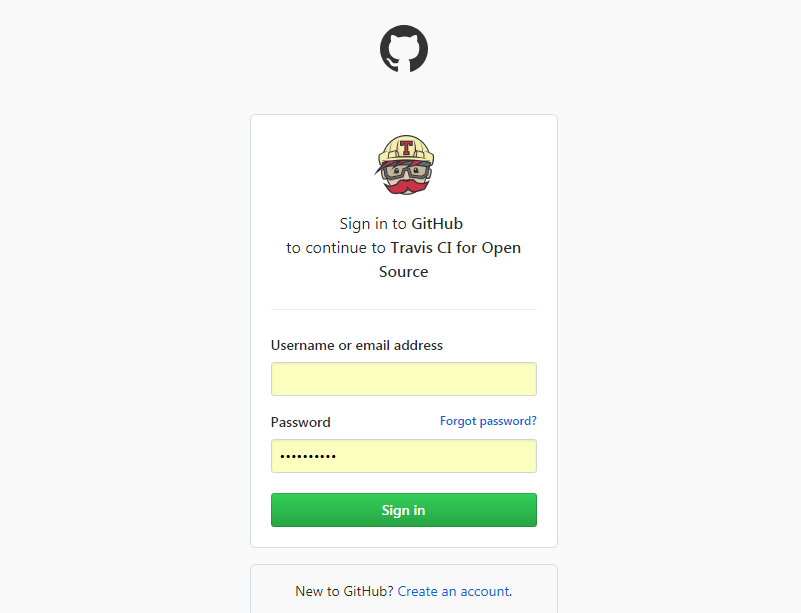 T
Sign in to GitHub
to continue to Travis CI for Open
Source
Username or email address
Password Forgot password?
••••••••••
Sign in
New to GitHub? Create an account.